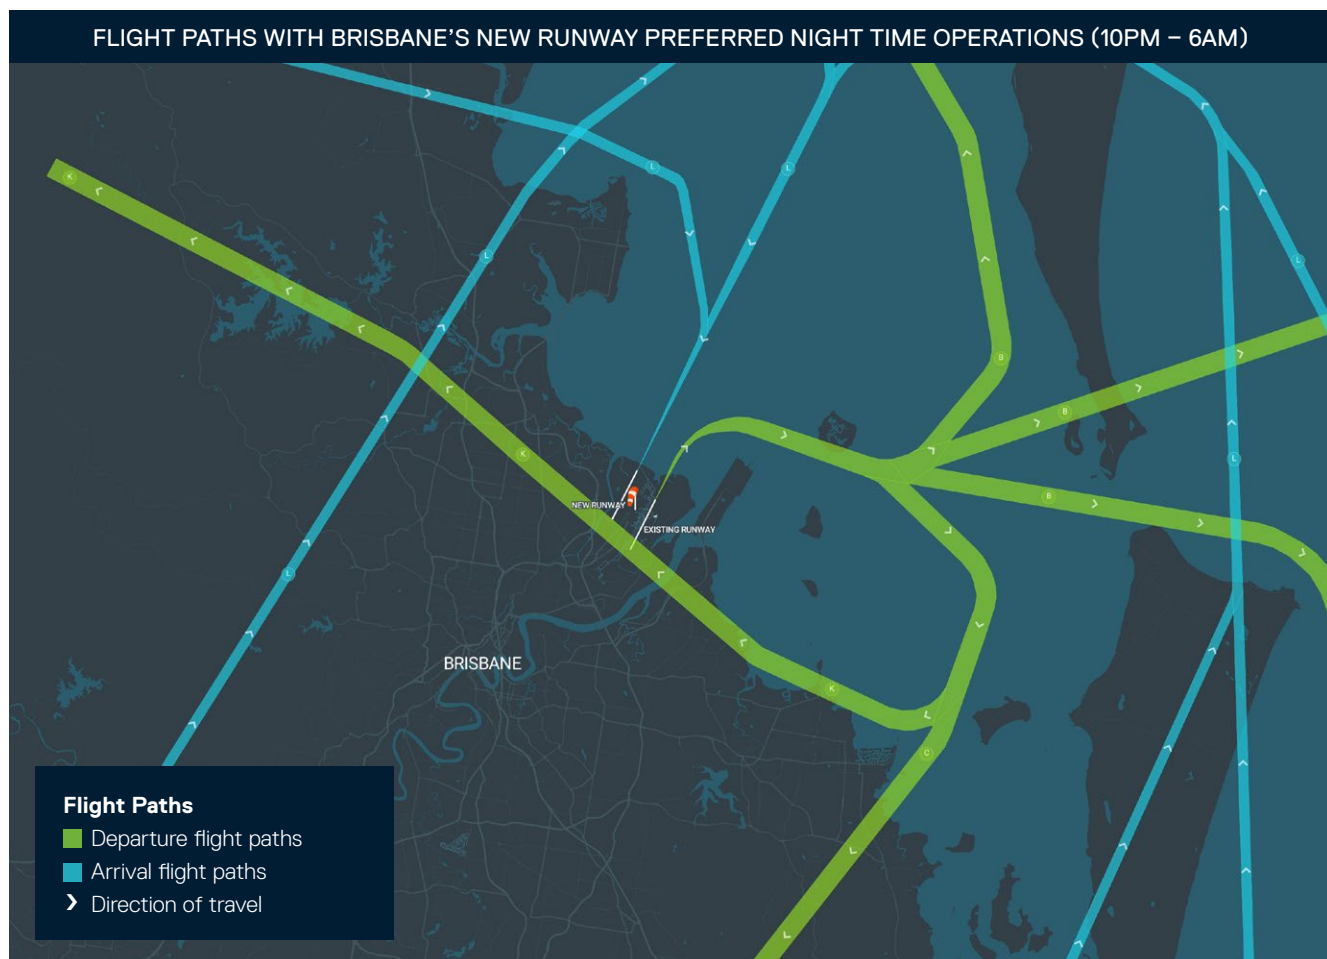 FLIGHT PATHS WITH BRISBANE'S NEW RUNWAY PREFERRED NIGHT TIME OPERATIONS (10PM – 6AM)
K
L
L
L
L
B
B
K
L
NEW RUNWAY
B
EXISTING RUNWAY
L
BRISBANE
K
C
Flight Paths
Departure flight paths
Arrival flight paths
Direction of travel